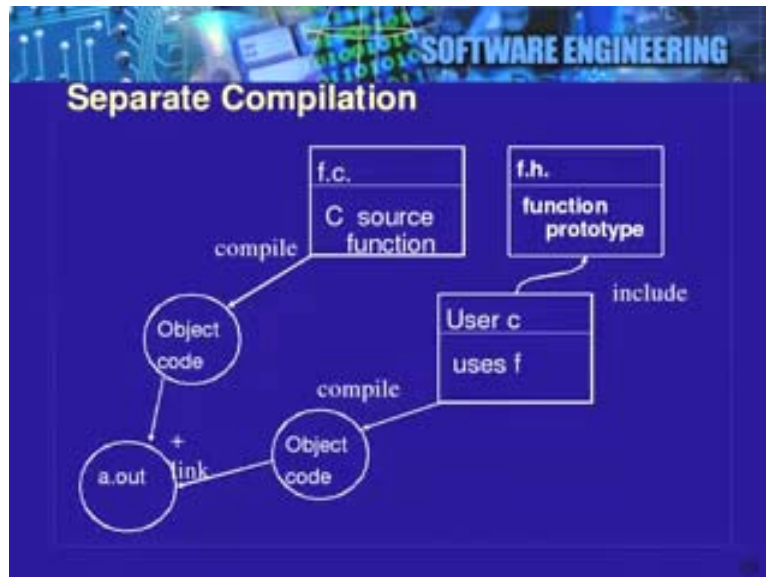 SOFTWARE ENGINEERING
Separate Compilation
f.c.
C source
function
f.h.
function
prototype
compile
include
User c
uses f
Object
code
compile
+
link
Object
code
a.out